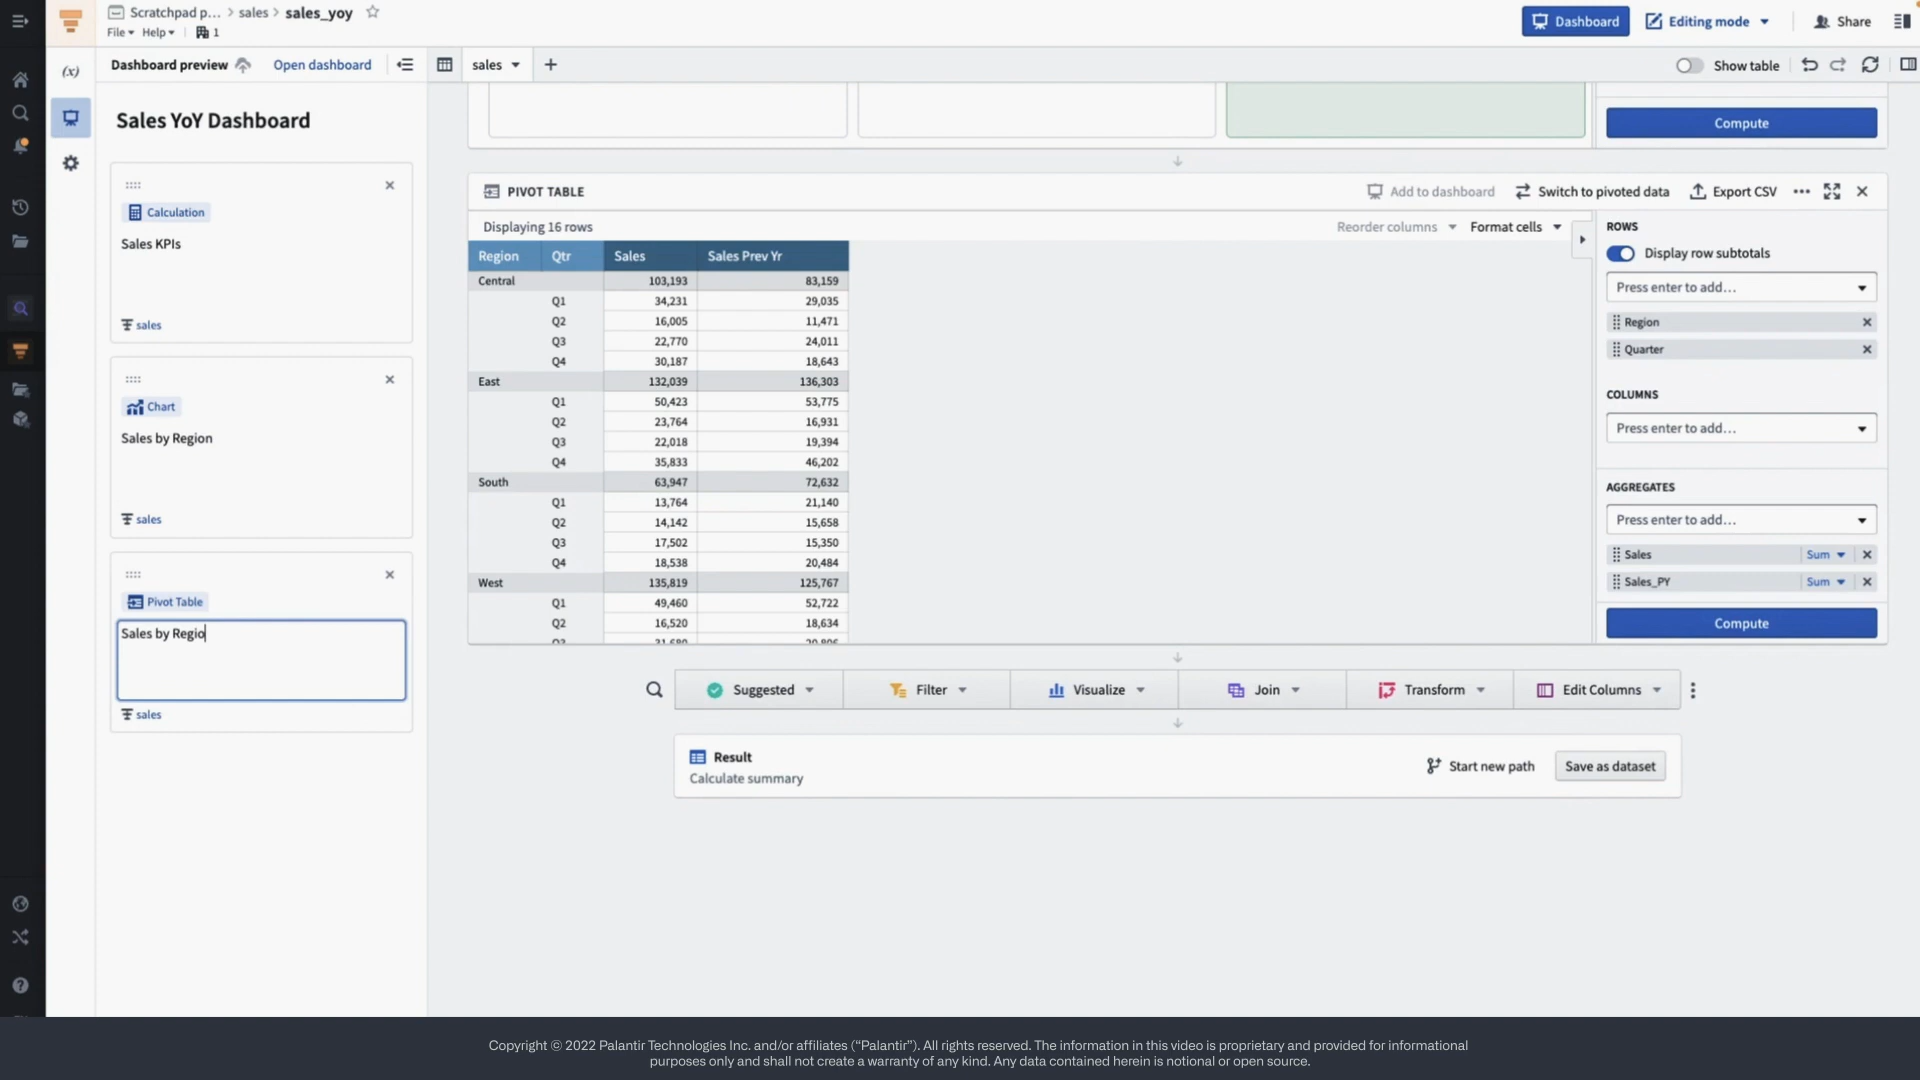 Scratchpad p... > sales > sales_yoy
File Help 1
Dashboard
Editing mode
Share
(x)
Dashboard preview
Open dashboard
sales
Show table
Sales YoY Dashboard
Calculation
Sales KPIs
sales
Chart
Sales by Region
sales
Pivot Table
Sales by Regio
sales
Compute
PIVOT TABLE
Add to dashboard
Switch to pivoted data
Export CSV
Displaying 16 rows
Reorder columns
Format cells
Region Qtr Sales Sales Prev Yr
Central 103,193 83,159
Q1 34,231 29,035
Q2 16,005 11,471
Q3 22,770 24,011
Q4 30,187 18,643
East 132,039 136,303
Q1 50,423 53,775
Q2 23,764 16,931
Q3 22,018 19,394
Q4 35,833 46,202
South 63,947 72,632
Q1 13,764 21,140
Q2 14,142 15,658
Q3 17,502 15,350
Q4 18,538 20,484
West 135,819 125,767
Q1 49,460 52,722
Q2 16,520 18,634
ROWS
Display row subtotals
Press enter to add...
Region
Quarter
COLUMNS
Press enter to add...
AGGREGATES
Press enter to add...
Sales Sum
Sales_PY Sum
Compute
Suggested
Filter
Visualize
Join
Transform
Edit Columns
Result
Calculate summary
Start new path
Save as dataset
Copyright © 2022 Palantir Technologies Inc. and/or affiliates (“Palantir”). All rights reserved. The information in this video is proprietary and provided for informational
purposes only and shall not create a warranty of any kind. Any data contained herein is notional or open source.